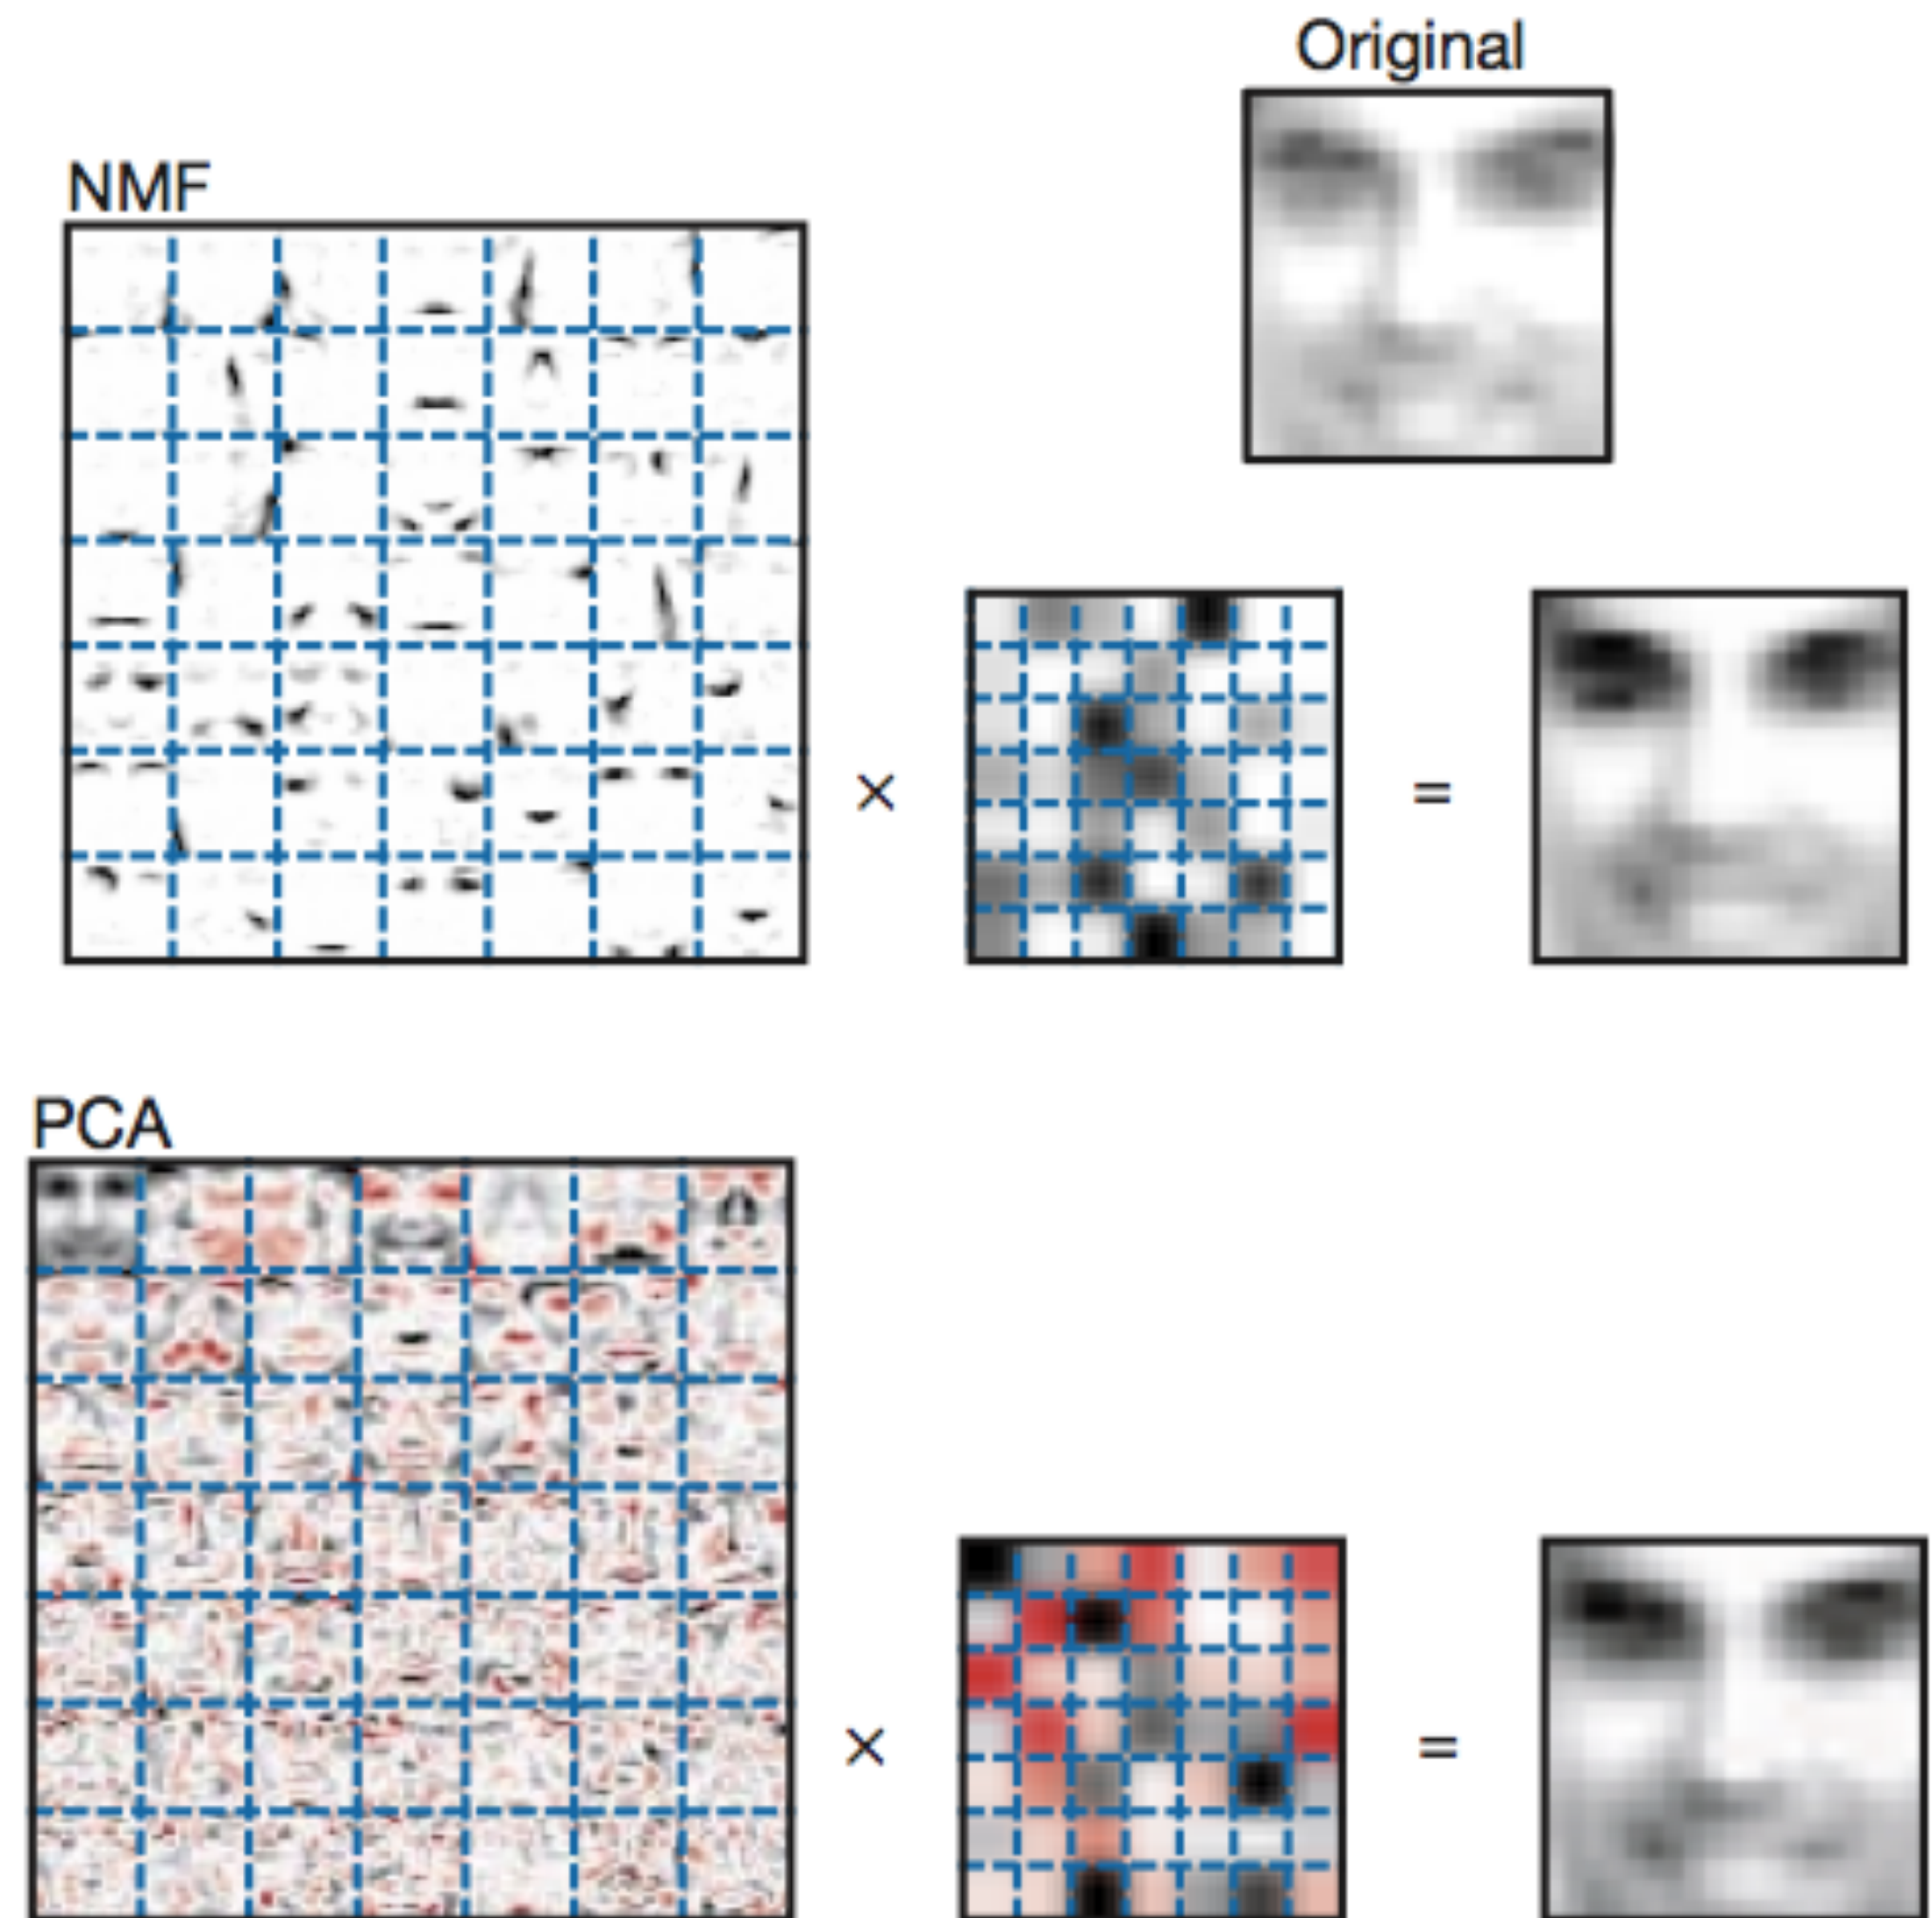 Original
NMF
×
=
PCA
×
=